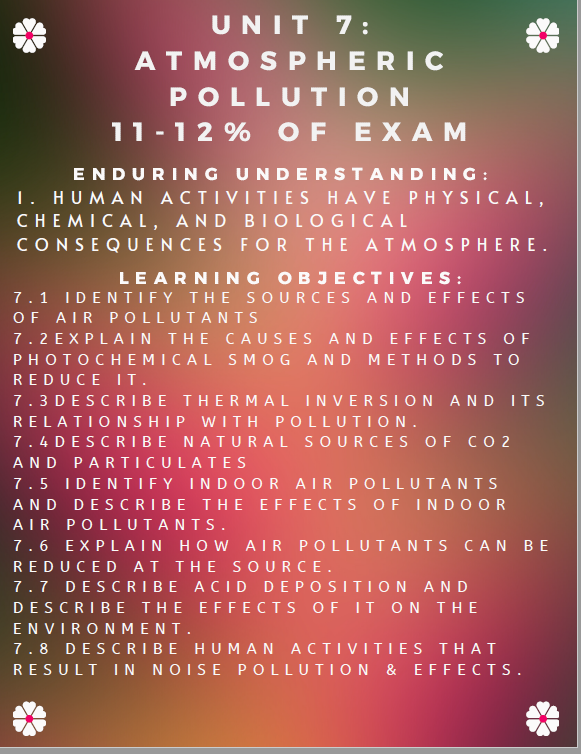 UNIT 7:
ATMOSPHERIC
POLLUTION
11-12% OF EXAM
ENDURING UNDERSTANDING:
1. HUMAN ACTIVITIES HAVE PHYSICAL,
CHEMICAL, AND BIOLOGICAL
CONSEQUENCES FOR THE ATMOSPHERE.
LEARNING OBJECTIVES:
7.1 IDENTIFY THE SOURCES AND EFFECTS
OF AIR POLLUTANTS
7.2EXPLAIN THE CAUSES AND EFFECTS OF
PHOTOCHEMICAL SMOG AND METHODS TO
REDUCE IT.
7.3DESCRIBE THERMAL INVERSION AND ITS
RELATIONSHIP WITH POLLUTION.
7.4DESCRIBE NATURAL SOURCES OF CO2
AND PARTICULATES
7.5 IDENTIFY INDOOR AIR POLLUTANTS
AND DESCRIBE THE EFFECTS OF INDOOR
AIR POLLUTANTS.
7.6 EXPLAIN HOW AIR POLLUTANTS CAN BE
REDUCED AT THE SOURCE.
7.7 DESCRIBE ACID DEPOSITION AND
DESCRIBE THE EFFECTS OF IT ON THE
ENVIRONMENT.
7.8 DESCRIBE HUMAN ACTIVITIES THAT
RESULT IN NOISE POLLUTION & EFFECTS.